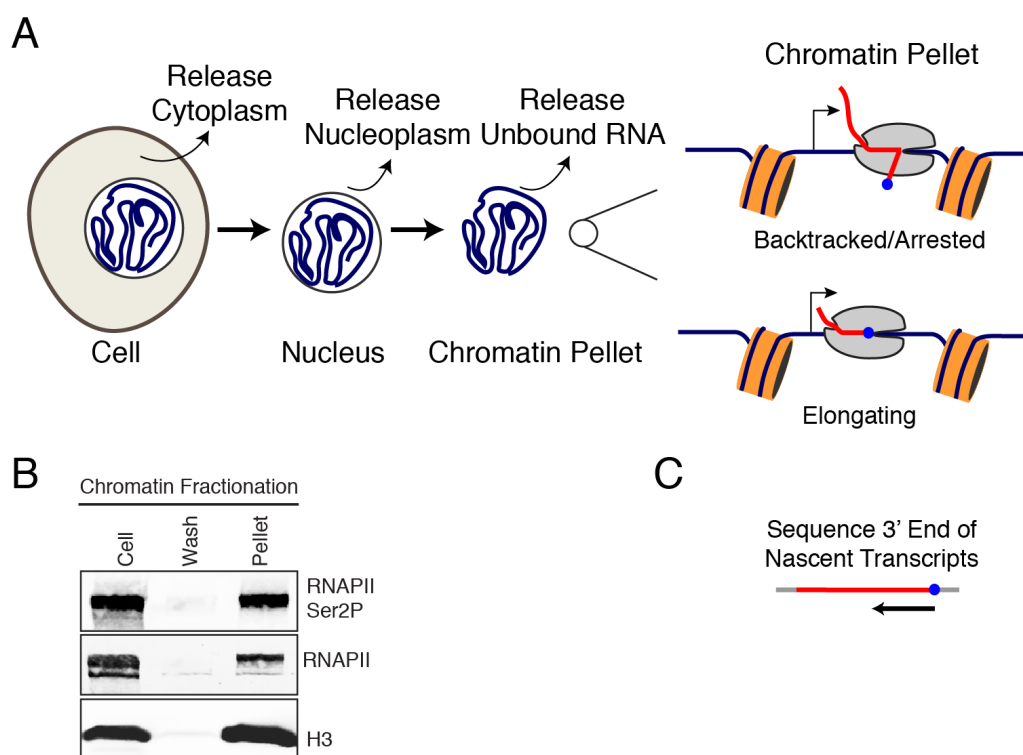 A
Release
Cytoplasm
Release
Nucleoplasm
Release
Unbound RNA
Chromatin Pellet
Cell
Nucleus
Chromatin Pellet
Backtracked/Arrested
Elongating
B
Chromatin Fractionation
Cell
Wash
Pellet
RNAPII
Ser2P
RNAPII
H3
C
Sequence 3' End of
Nascent Transcripts